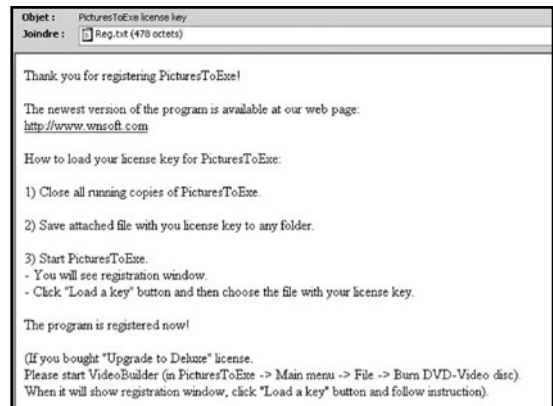 Objet : PicturesToExe license key
Joindre : Reg.txt (478 octets)
Thank you for registering PicturesToExe!
The newest version of the program is available at our web page:
http://www.wnsoft.com
How to load your license key for PicturesToExe:
1) Close all running copies of PicturesToExe.
2) Save attached file with you license key to any folder.
3) Start PicturesToExe.
- You will see registration window.
- Click "Load a key" button and then choose the file with your license key.
The program is registered now!
(If you bought "Upgrade to Deluxe" license.
Please start VideoBuilder (in PicturesToExe -> Main menu -> File -> Burn DVD-Video disc).
When it will show registration window, click "Load a key" button and follow instruction).